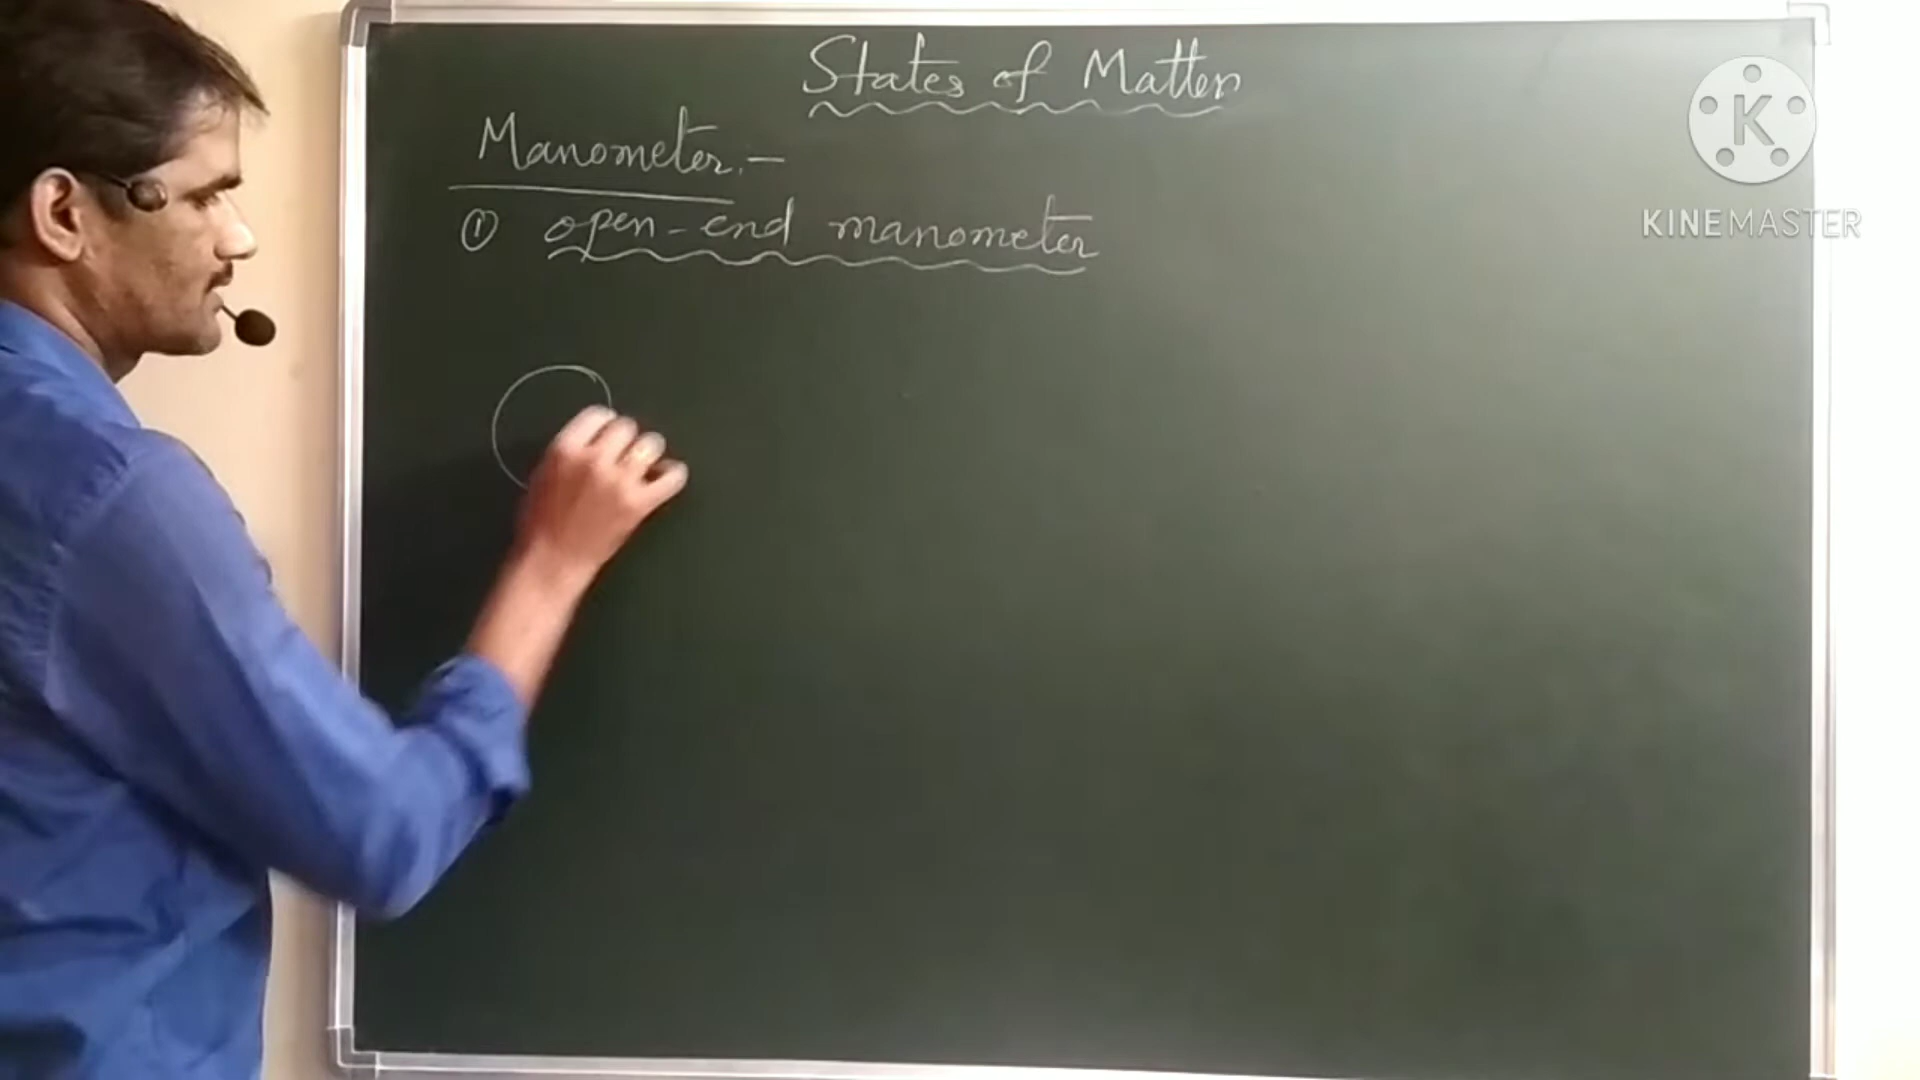 States of Matter
Manometer :-
① open-end manometer
K
KINEMASTER